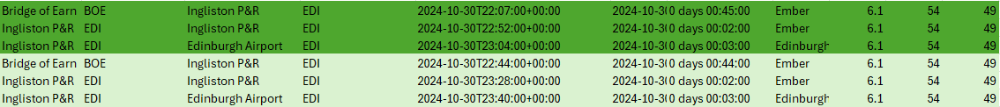 Bridge of Earn BOE Ingliston P&R EDI 2024-10-30T22:07:00+00:00 2024-10-3(0 days 00:45:00 Ember 6.1 54 49
Ingliston P&R EDI Ingliston P&R EDI 2024-10-30T22:52:00+00:00 2024-10-3(0 days 00:02:00 Ember 6.1 54 49
Ingliston P&R EDI Edinburgh Airport EDI 2024-10-30T23:04:00+00:00 2024-10-3(0 days 00:03:00 Edinburgh 6.1 54 49
Bridge of Earn BOE Ingliston P&R EDI 2024-10-30T22:44:00+00:00 2024-10-3(0 days 00:44:00 Ember 6.1 54 49
Ingliston P&R EDI Ingliston P&R EDI 2024-10-30T23:28:00+00:00 2024-10-3(0 days 00:02:00 Ember 6.1 54 49
Ingliston P&R EDI Edinburgh Airport EDI 2024-10-30T23:40:00+00:00 2024-10-3(0 days 00:03:00 Edinburgh 6.1 54 49